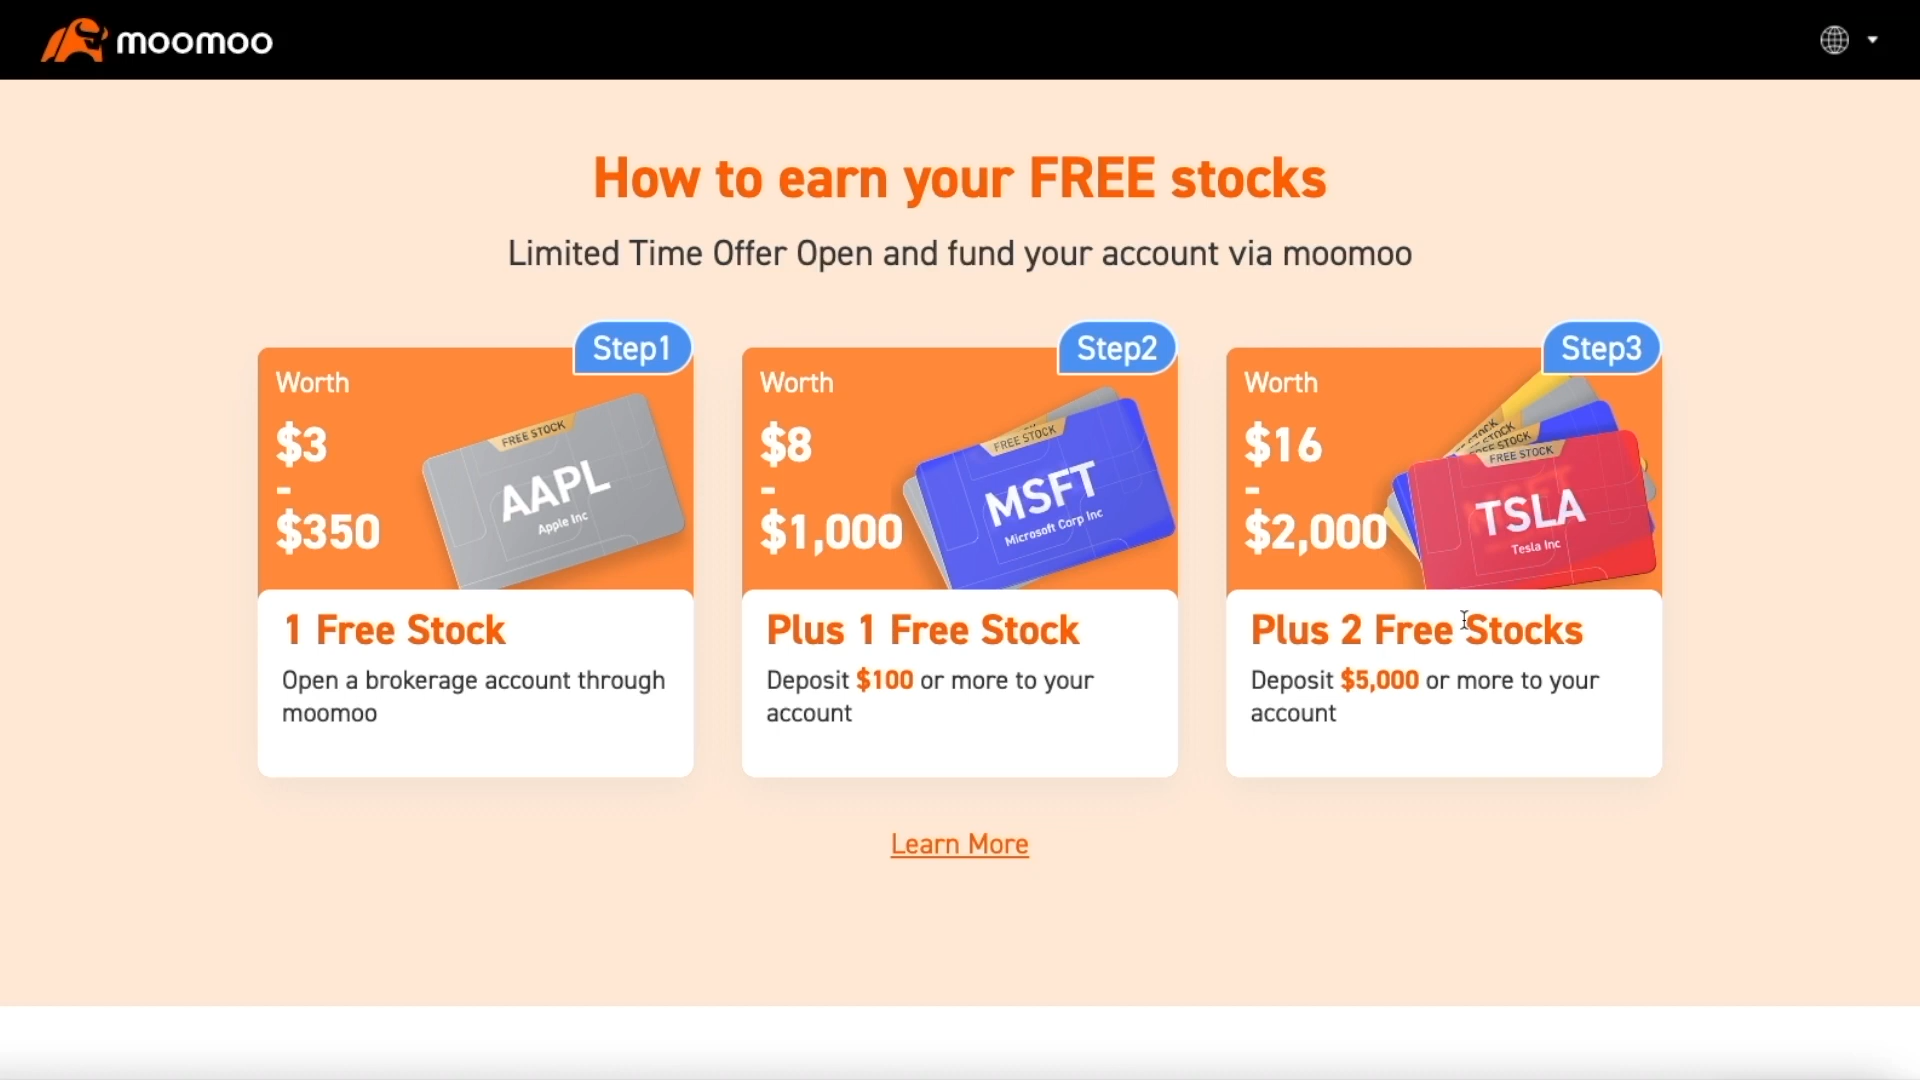 moomoo
How to earn your FREE stocks
Limited Time Offer Open and fund your account via moomoo
Step1
Worth
$3
-
$350
FREE STOCK
AAPL
Apple Inc
1 Free Stock
Open a brokerage account through
moomoo
Step2
Worth
$8
-
$1,000
FREE STOCK
MSFT
Microsoft Corp Inc
Plus 1 Free Stock
Deposit $100 or more to your
account
Step3
Worth
$16
-
$2,000
FREE STOCK
TSLA
Tesla Inc
Plus 2 Free Stocks
Deposit $5,000 or more to your
account
Learn More